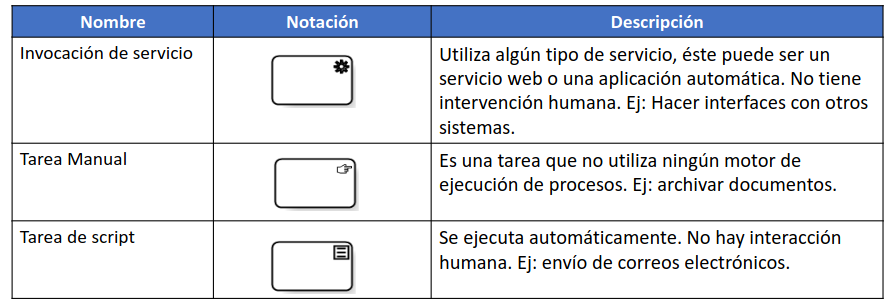 Nombre
Notación
Descripción
Invocación de servicio
Utiliza algún tipo de servicio, éste puede ser un
servicio web o una aplicación automática. No tiene
intervención humana. Ej: Hacer interfaces con otros
sistemas.
Tarea Manual
Es una tarea que no utiliza ningún motor de
ejecución de procesos. Ej: archivar documentos.
Tarea de script
Se ejecuta automáticamente. No hay interacción
humana. Ej: envío de correos electrónicos.